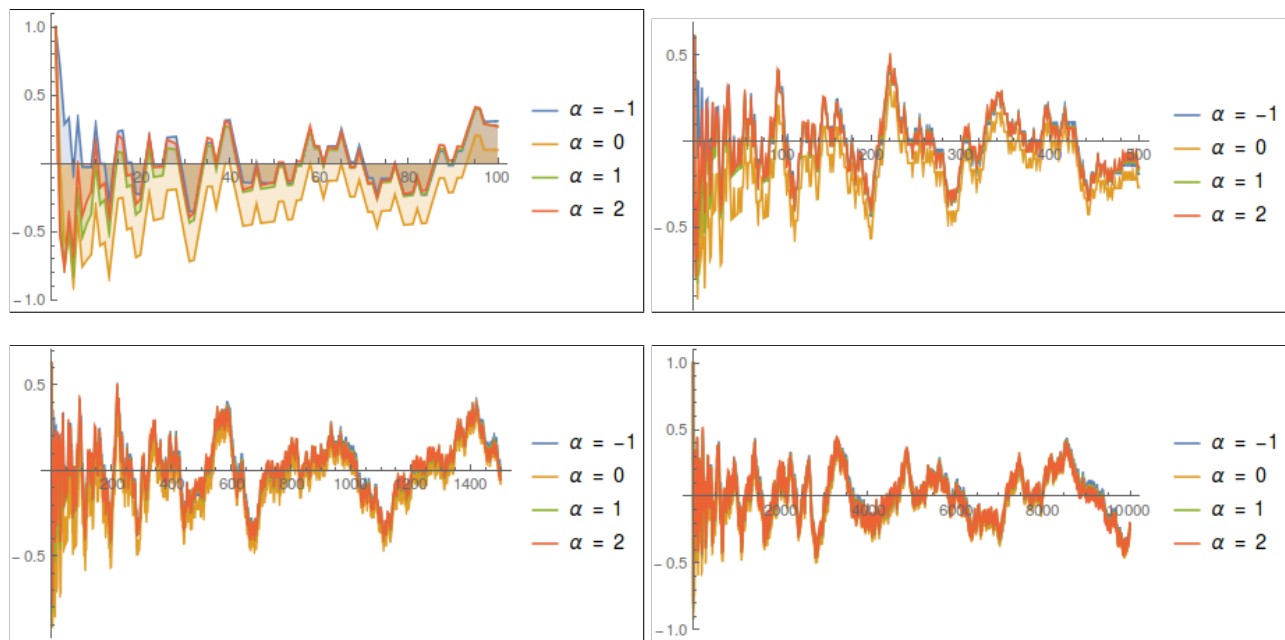 1.0
0.5
-0.5
-1.0
20 40 60 80 100
α = -1
α = 0
α = 1
α = 2
0.5
-0.5
100 200 300 400 500
α = -1
α = 0
α = 1
α = 2
0.5
-0.5
200 400 600 800 1000 1200 1400
α = -1
α = 0
α = 1
α = 2
1.0
0.5
-0.5
-1.0
2000 4000 6000 8000 10000
α = -1
α = 0
α = 1
α = 2